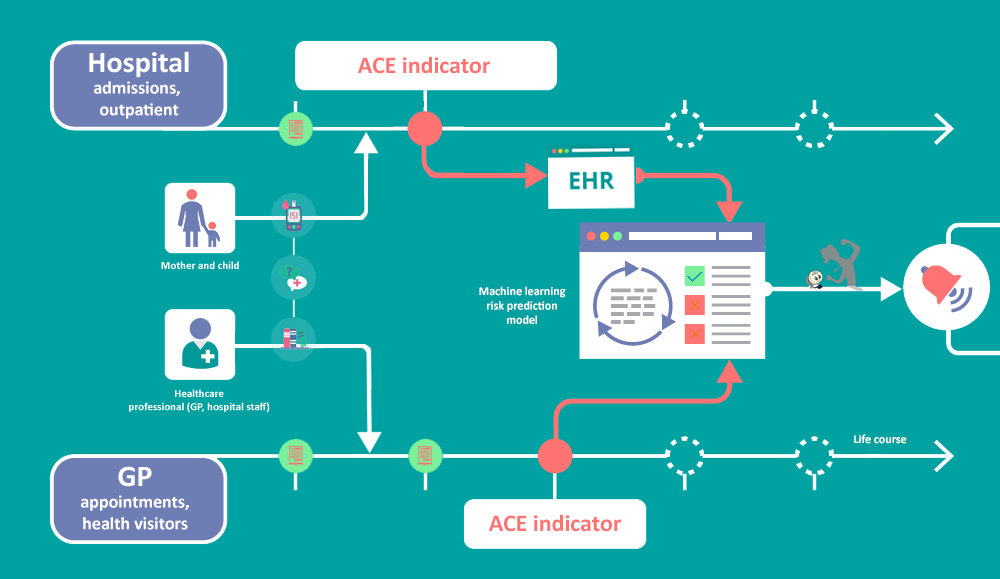 Hospital
admissions,
outpatient
ACE indicator
EHR
Mother and child
Machine learning
risk prediction
model
Healthcare
professional (GP, hospital staff)
Life course
GP
appointments,
health visitors
ACE indicator